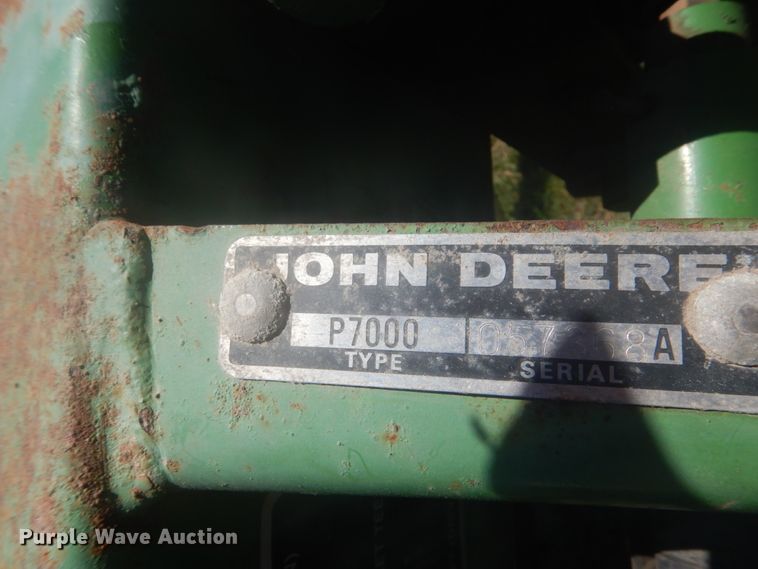 JOHN DEERE
P7000
TYPE
A
SERIAL
Purple Wave Auction